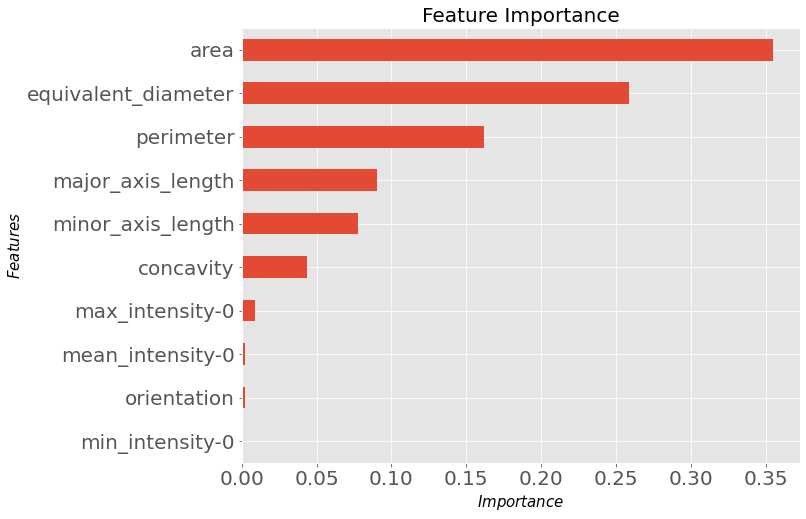 Feature Importance
area
equivalent_diameter
perimeter
major_axis_length
minor_axis_length
concavity
max_intensity-0
mean_intensity-0
orientation
min_intensity-0
Features
0.00 0.05 0.10 0.15 0.20 0.25 0.30 0.35
Importance